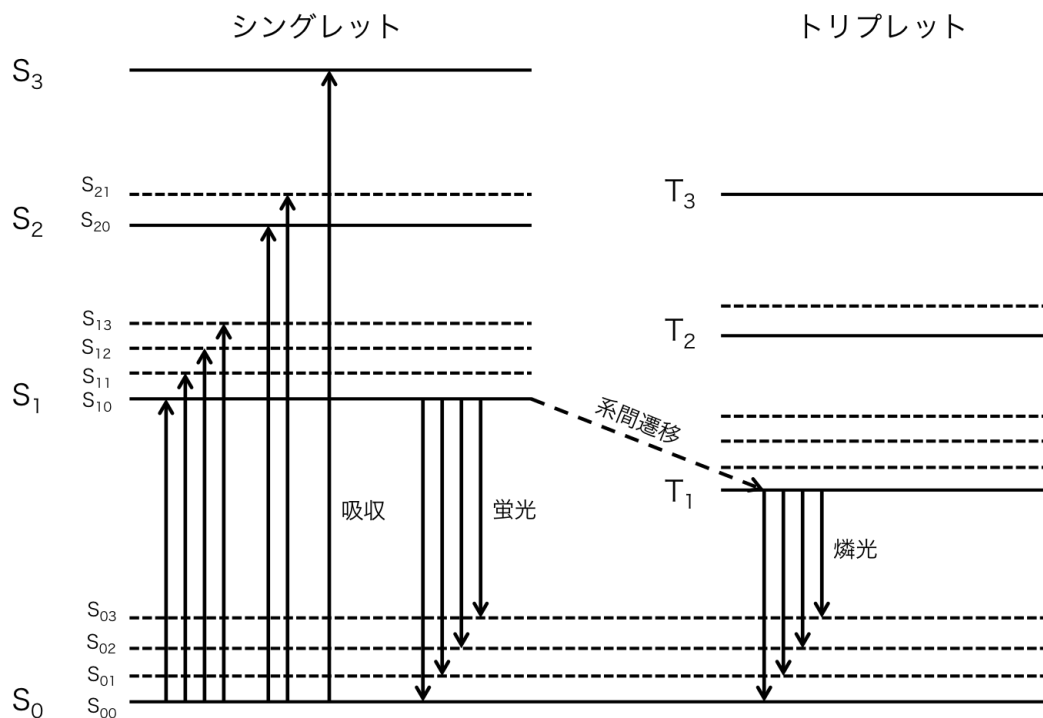 シングレット
トリプレット
S₃
S₂₁
T₃
S₂
S₂₀
S₁₃
T₂
S₁₂
S₁₁
S₁
S₁₀
系間遷移
T₁
吸収
蛍光
燐光
S₀₃
S₀₂
S₀₁
S₀
S₀₀